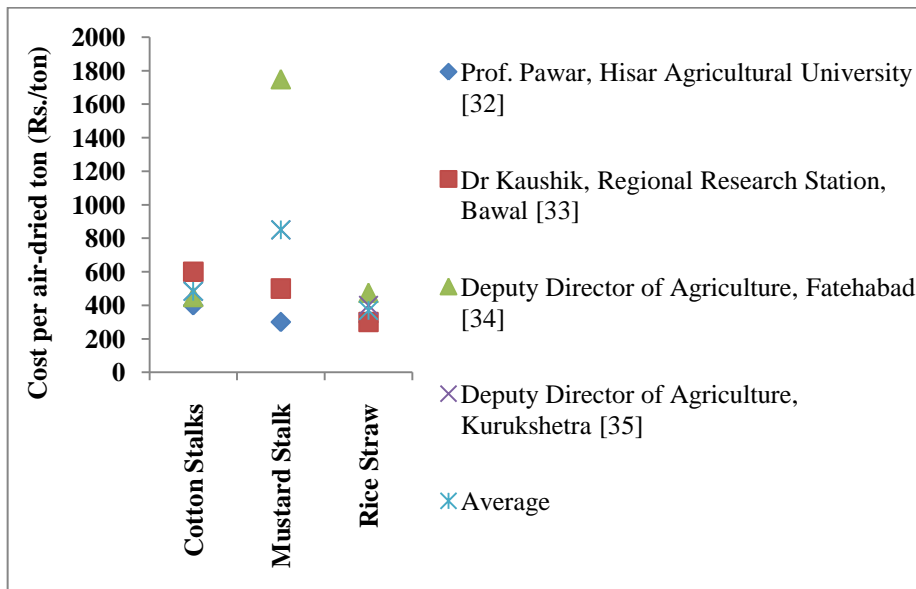 Cost per air-dried ton (Rs./ton)
2000
1800
1600
1400
1200
1000
800
600
400
200
0
Cotton Stalks
Mustard Stalk
Rice Straw
Prof. Pawar, Hisar Agricultural University
[32]
Dr Kaushik, Regional Research Station,
Bawal [33]
Deputy Director of Agriculture, Fatehabad
[34]
Deputy Director of Agriculture,
Kurukshetra [35]
Average